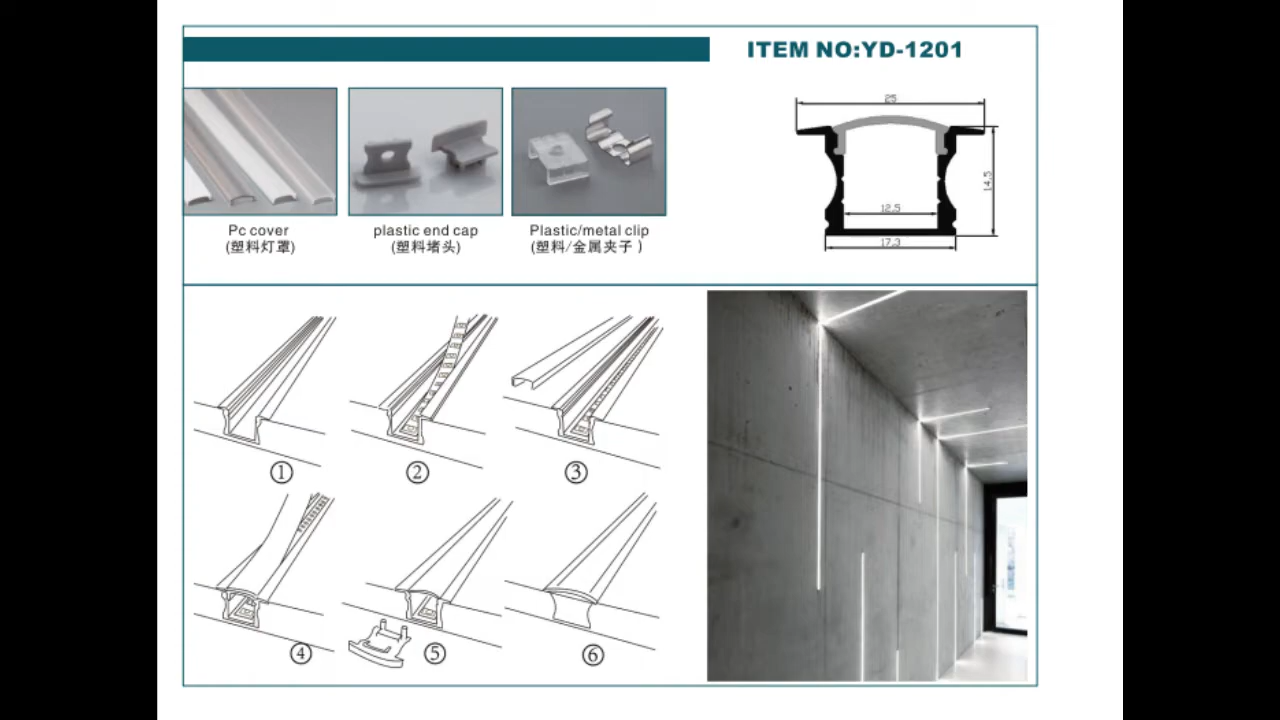 ITEM NO:YD-1201
25
14.5
12.5
17.3
Pc cover
(塑料灯罩)
plastic end cap
(塑料堵头)
Plastic/metal clip
(塑料/金属夹子)
①
②
③
④
⑤
⑥